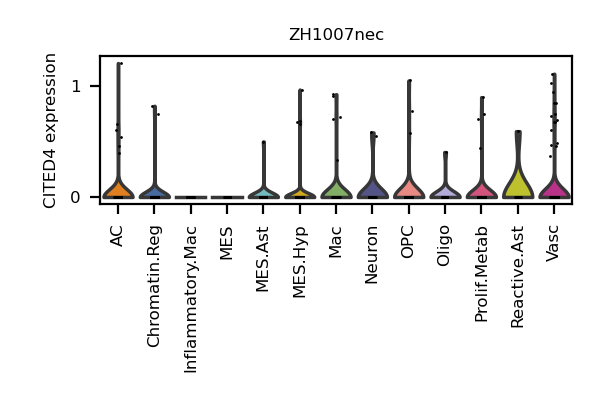 ZH1007nec
CITED4 expression
1
0
AC
Chromatin.Reg
Inflammatory.Mac
MES
MES.Ast
MES.Hyp
Mac
Neuron
OPC
Oligo
Prolif.Metab
Reactive.Ast
Vasc